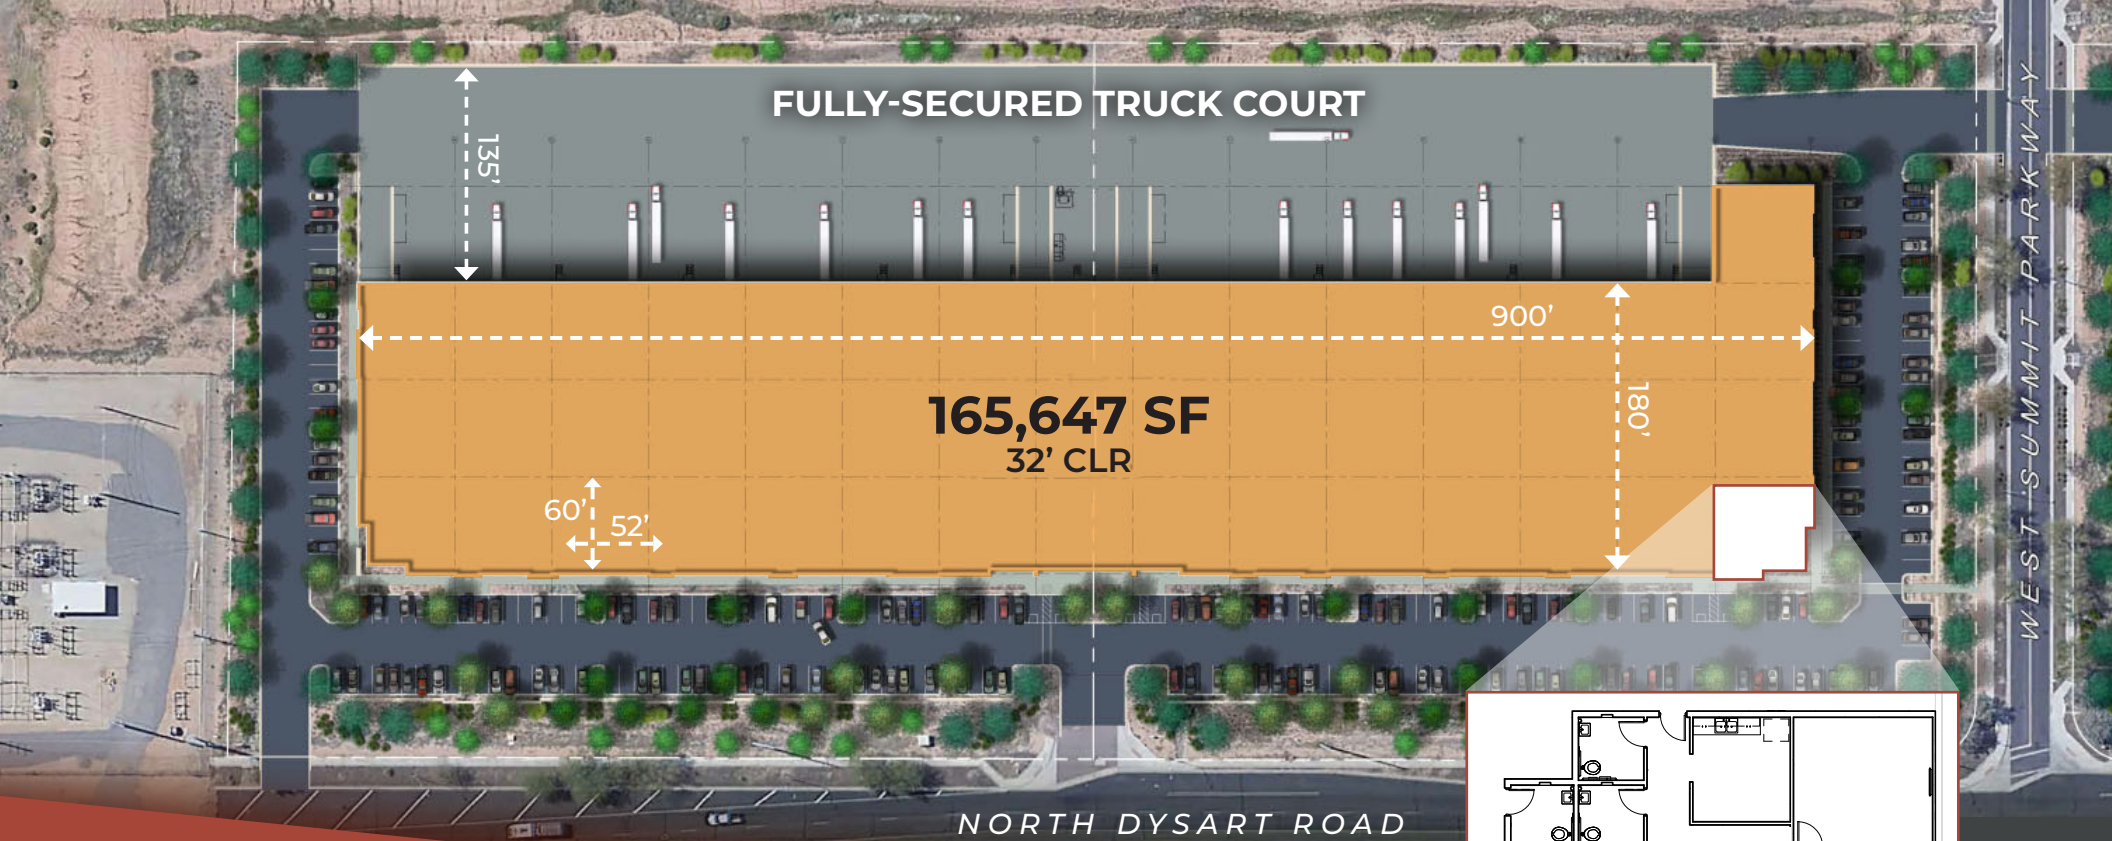 FULLY-SECURED TRUCK COURT
135'
900'
180'
165,647 SF
32' CLR
60'
52'
WEST SUMMIT PARKWAY
NORTH DYSART ROAD